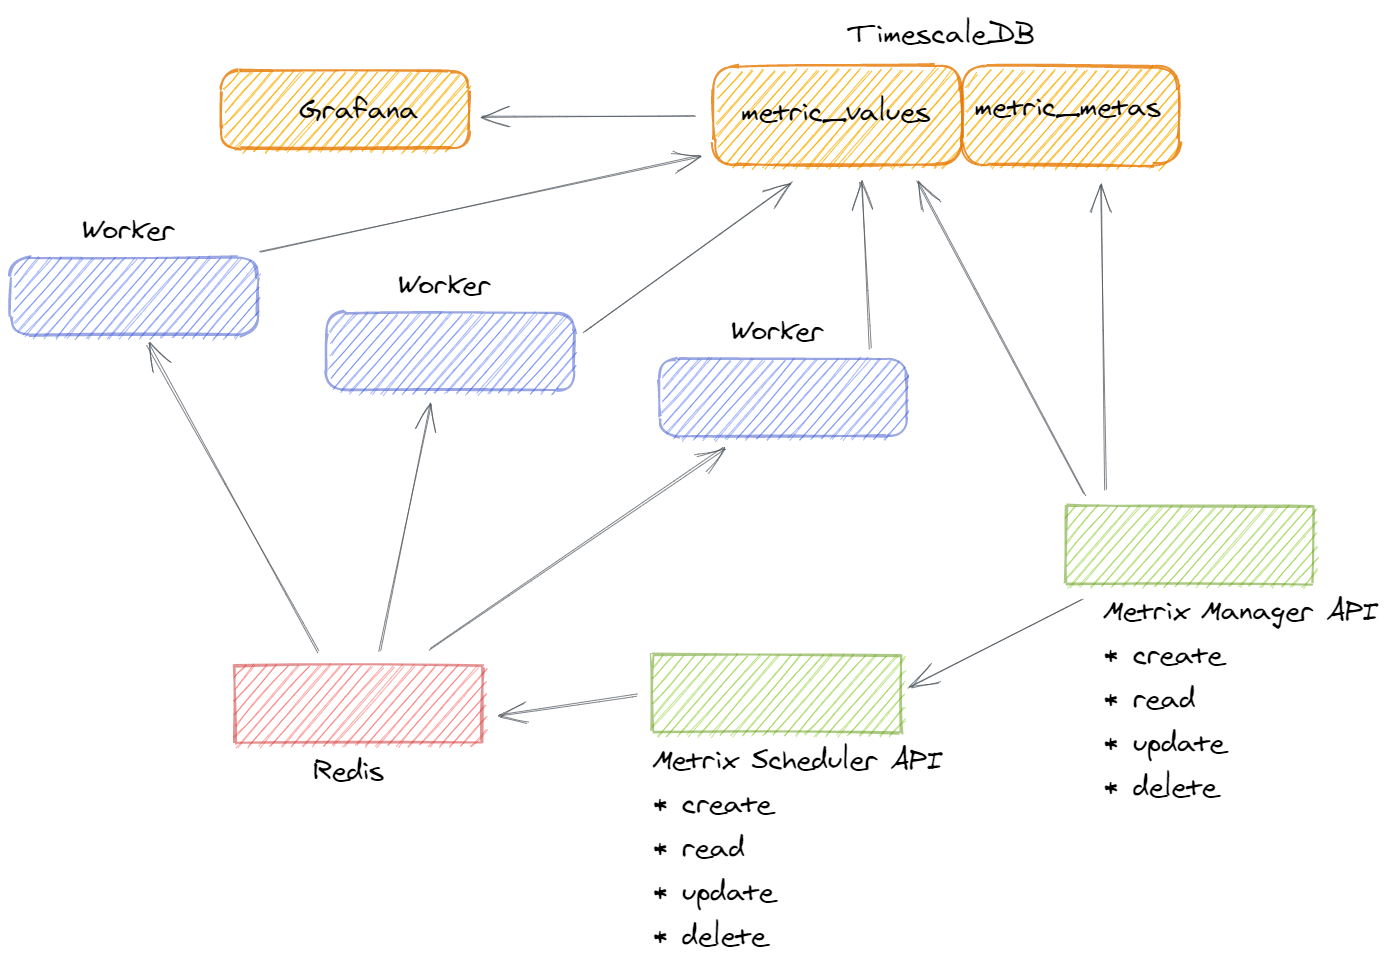 TimescaleDB
Grafana
metric_values
metric_metas
Worker
Worker
Worker
Metrix Manager API
* create
* read
* update
* delete
Redis
Metrix Scheduler API
* create
* read
* update
* delete